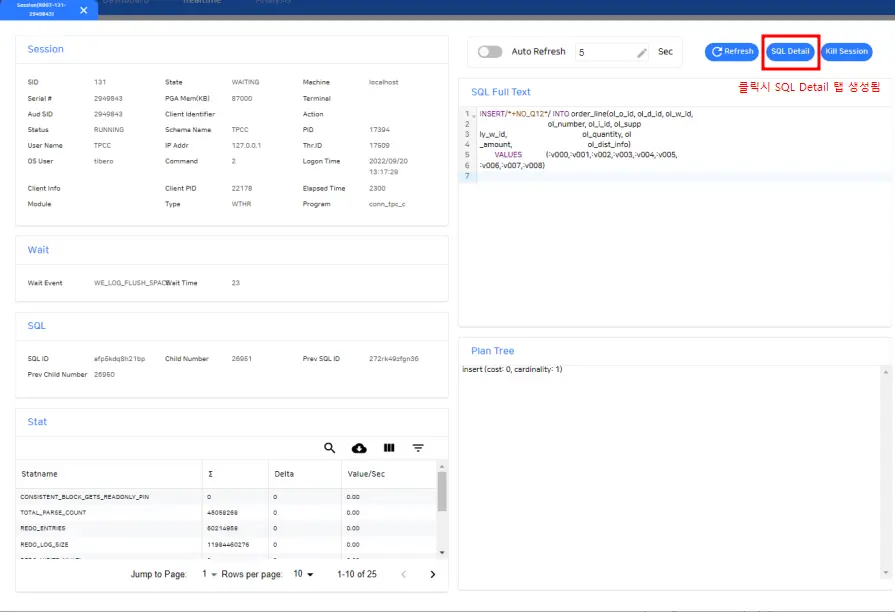 Dashboard Realtime Analysis
Session(R007-131-
2949843)
Session
SID 131 State WAITING Machine localhost
Serial # 2949843 PGA Mem(KB) 87000 Terminal
Aud SID 2949843 Client Identifier Action
Status RUNNING Schema Name TPCC PID 17394
User Name TPCC IP Addr 127.0.0.1 Thr.ID 17509
OS User tibero Command 2 Logon Time 2022/09/20
13:17:29
Client Info Client PID 22178 Elapsed Time 2300
Module Type WTHR Program conn_tpc_c
Wait
Wait Event WE_LOG_FLUSH_SPAC Wait Time 23
SQL
SQL ID afp5kdq8h21bp Child Number 26951 Prev SQL ID 272rk49zfgn36
Prev Child Number 26950
Stat
Statname Σ Delta Value/Sec
CONSISTENT_BLOCK_GETS_READONLY_PIN 0 0 0.00
TOTAL_PARSE_COUNT 45058268 0 0.00
REDO_ENTRIES 60214958 0 0.00
REDO_LOG_SIZE 11984460276 0 0.00
Jump to Page: 1 Rows per page: 10 1-10 of 25
Auto Refresh 5 Sec
Refresh SQL Detail Kill Session
클릭시 SQL Detail 탭 생성됨
SQL Full Text
1 INSERT/*+NO_Q12*/ INTO order_line(ol_o_id, ol_d_id, ol_w_id,
2 ol_number, ol_i_id, ol_supp
3 ly_w_id, ol_quantity, ol
4 _amount, ol_dist_info)
5 VALUES (:v000,:v001,:v002,:v003,:v004,:v005,
6 :v006,:v007,:v008)
7
Plan Tree
insert (cost: 0, cardinality: 1)